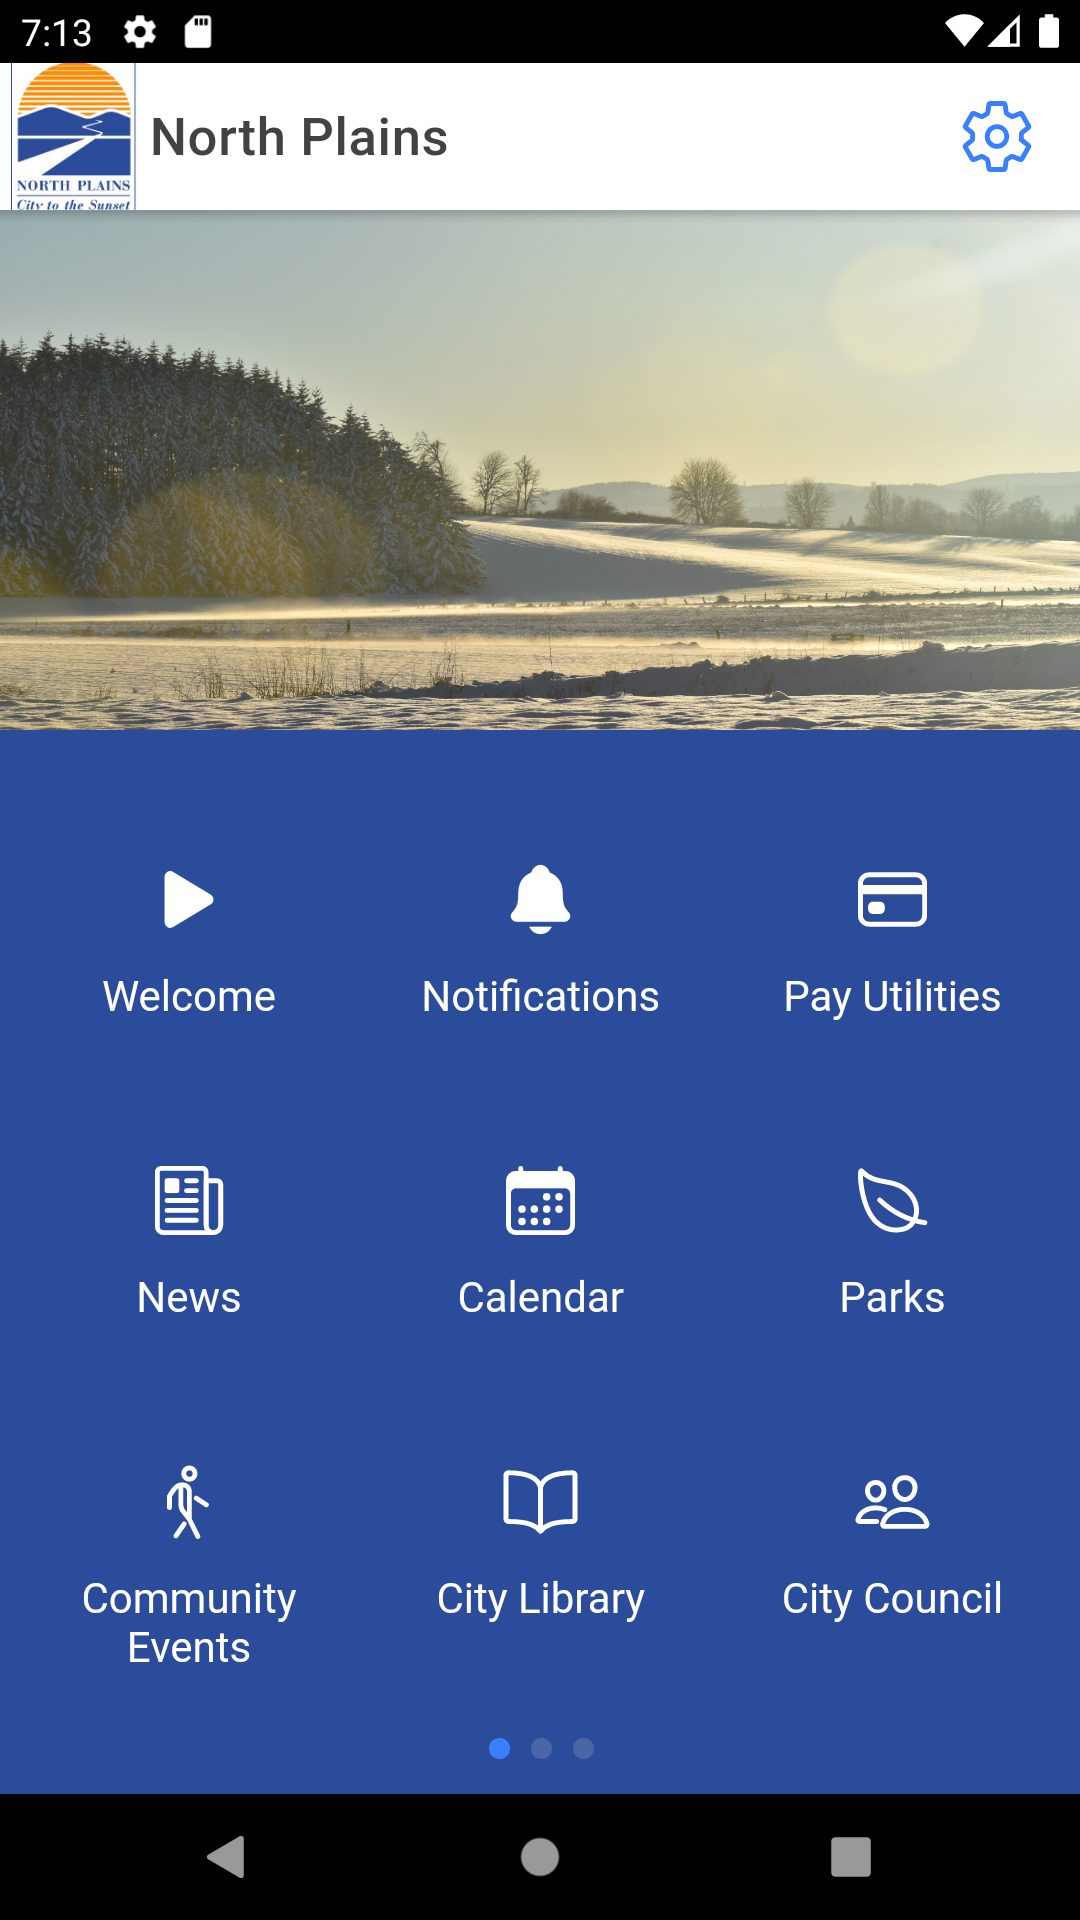 7:13
NORTH PLAINS
City to the Sunset
North Plains
Welcome
Notifications
Pay Utilities
News
Calendar
Parks
Community
Events
City Library
City Council